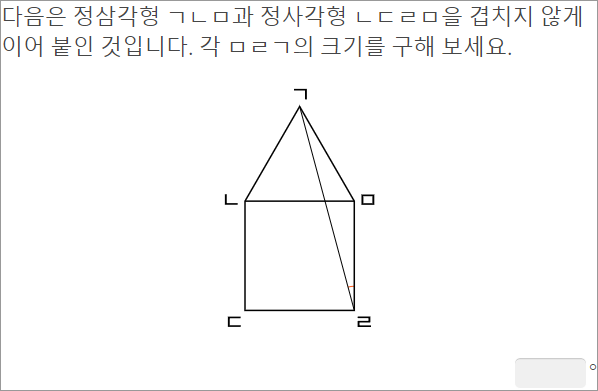 다음은 정삼각형 ㄱㄴㅁ과 정사각형 ㄴㄷㄹㅁ을 겹치지 않게
이어 붙인 것입니다. 각 ㅁㄹㄱ의 크기를 구해 보세요.
ㄱ
ㄴ ㅁ
ㄷ ㄹ
°